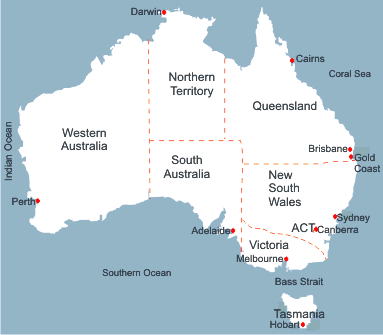 Darwin
Cairns
Coral Sea
Northern
Territory
Queensland
Western
Australia
Indian Ocean
Brisbane
Gold
Coast
South
Australia
New
South
Wales
Perth
Sydney
Adelaide
ACT
Canberra
Victoria
Melbourne
Southern Ocean
Bass Strait
Tasmania
Hobart